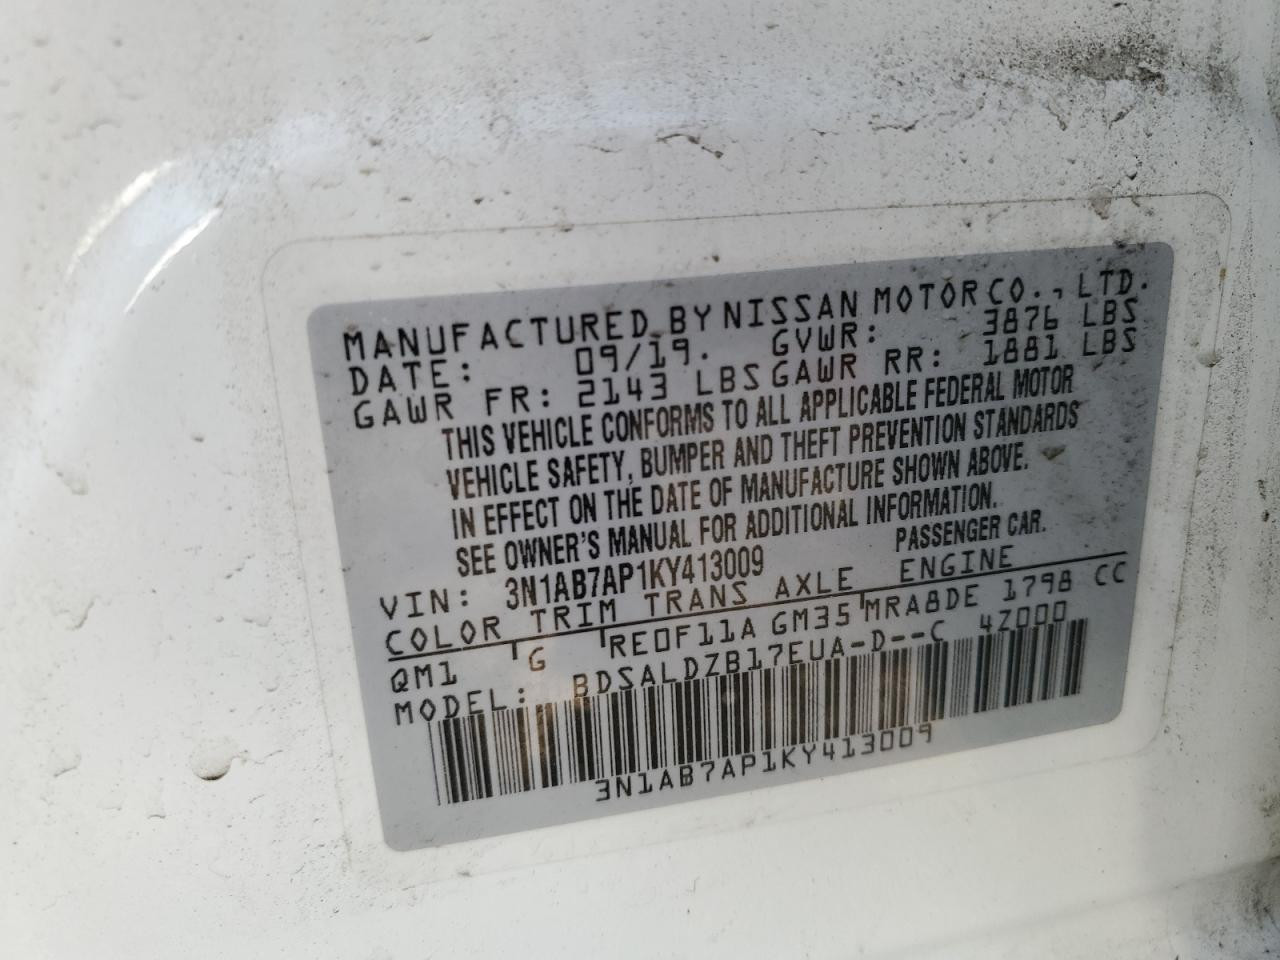 MANUFACTURED BY NISSAN MOTOR CO., LTD.
DATE: 09/19. GVWR: 3876 LBS
GAWR FR: 2143 LBS GAWR RR: 1881 LBS
THIS VEHICLE CONFORMS TO ALL APPLICABLE FEDERAL MOTOR
VEHICLE SAFETY, BUMPER AND THEFT PREVENTION STANDARDS
IN EFFECT ON THE DATE OF MANUFACTURE SHOWN ABOVE.
SEE OWNER'S MANUAL FOR ADDITIONAL INFORMATION.
VIN: 3N1AB7AP1KY413009 PASSENGER CAR.
COLOR TRIM TRANS AXLE ENGINE
QM1 G RE0F11A GM35 MRA8DE 1798 CC
MODEL: BDSALDZB17EUA-D--C 4Z000
3N1AB7AP1KY413009